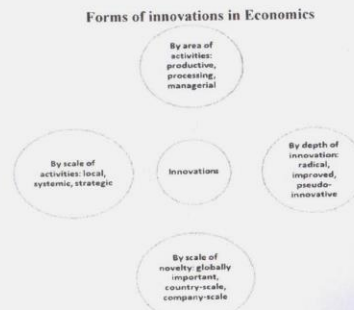 Forms of innovations in Economics
By area of
activities:
productive,
processing,
managerial
By scale of
activities: local,
systemic, strategic
Innovations
By depth of
innovation:
radical,
improved,
pseudo-
innovative
By scale of
novelty: globally
important,
country-scale,
company-scale